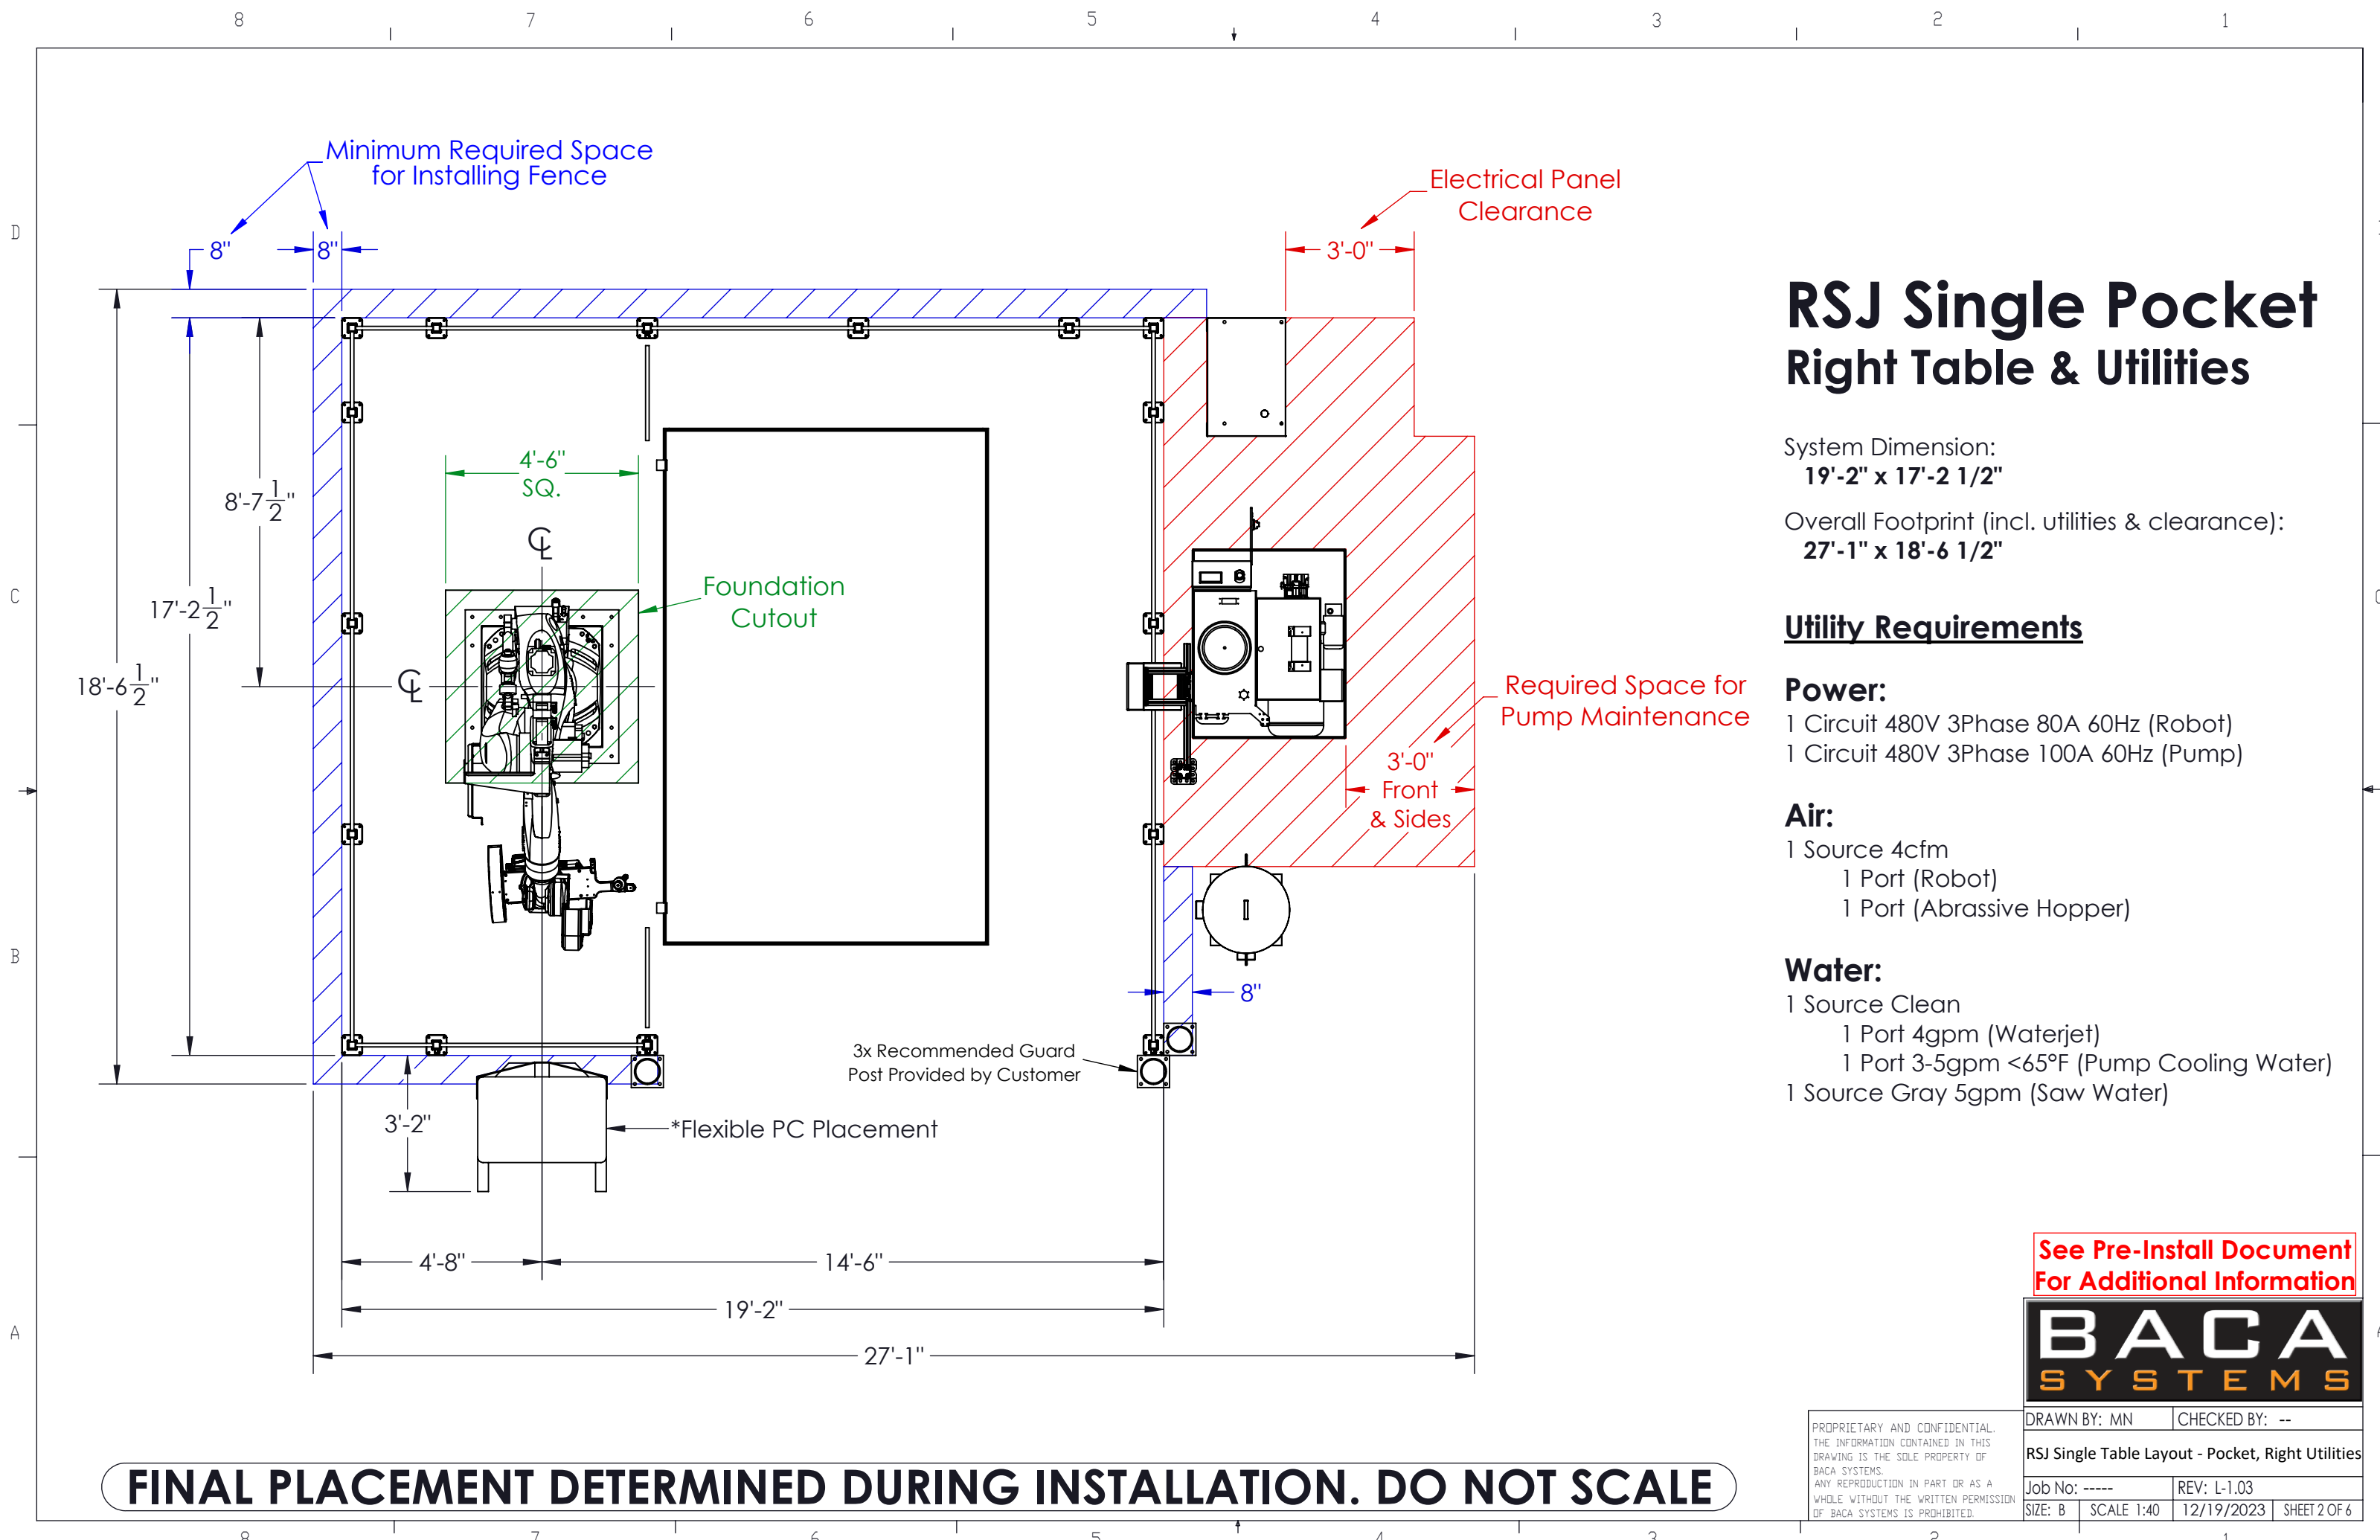 8 7 6 5 4 3 2 1
Minimum Required Space
for Installing Fence
Electrical Panel
Clearance
D
8"
8"
3'-0"
RSJ Single Pocket
Right Table & Utilities
System Dimension:
19'-2" x 17'-2 1/2"
Overall Footprint (incl. utilities & clearance):
27'-1" x 18'-6 1/2"
4'-6"
SQ.
8'-7 1/2"
CL
Foundation
Cutout
C
17'-2 1/2"
CL
18'-6 1/2"
Utility Requirements
Power:
1 Circuit 480V 3Phase 80A 60Hz (Robot)
1 Circuit 480V 3Phase 100A 60Hz (Pump)
Required Space for
Pump Maintenance
3'-0"
Front
& Sides
Air:
1 Source 4cfm
1 Port (Robot)
1 Port (Abrassive Hopper)
B
Water:
1 Source Clean
1 Port 4gpm (Waterjet)
1 Port 3-5gpm <65°F (Pump Cooling Water)
1 Source Gray 5gpm (Saw Water)
8"
3x Recommended Guard
Post Provided by Customer
3'-2"
*Flexible PC Placement
4'-8"
14'-6"
19'-2"
27'-1"
A
See Pre-Install Document
For Additional Information
BACA
SYSTEMS
PROPRIETARY AND CONFIDENTIAL.
THE INFORMATION CONTAINED IN THIS
DRAWING IS THE SOLE PROPERTY OF
BACA SYSTEMS.
ANY REPRODUCTION IN PART OR AS A
WHOLE WITHOUT THE WRITTEN PERMISSION
OF BACA SYSTEMS IS PROHIBITED.
DRAWN BY: MN
CHECKED BY: --
RSJ Single Table Layout - Pocket, Right Utilities
Job No: -----
REV: L-1.03
SIZE: B
SCALE 1:40
12/19/2023
SHEET 2 OF 6
FINAL PLACEMENT DETERMINED DURING INSTALLATION. DO NOT SCALE